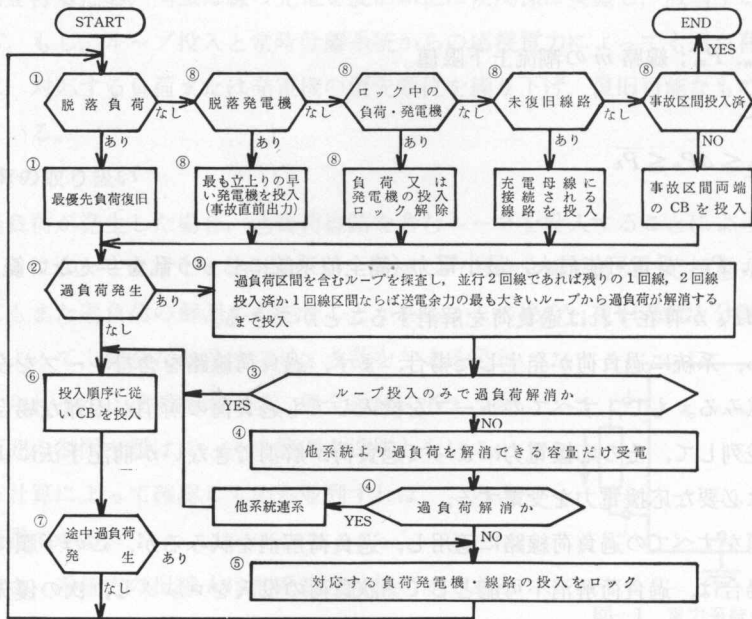 START
END
YES
①
脱落負荷
なし
⑧
脱落発電機
なし
⑧
ロック中の
負荷・発電機
なし
⑧
未復旧線路
なし
⑧
事故区間投入済
あり
あり
あり
あり
NO
①
最優先負荷復旧
⑧
最も立上りの早
い発電機を投入
(事故直前出力)
⑧
負荷又は
発電機の投入
ロック解除
充電母線に
接続される
線路を投入
事故区間両端
のCBを投入
②
過負荷発生
あり
なし
③
過負荷区間を含むループを探査し,並行2回線であれば残りの1回線,2回線
投入済か1回線区間ならば送電余力の最も大きいループから過負荷が解消する
まで投入
③
ループ投入のみで過負荷解消か
YES
NO
⑥
投入順序に従
いCBを投入
④
他系統より過負荷を解消できる容量だけ受電
④
過負荷解消か
YES
NO
他系統連系
⑦
途中過負荷
発生
あり
なし
⑤
対応する負荷発電機・線路の投入をロック